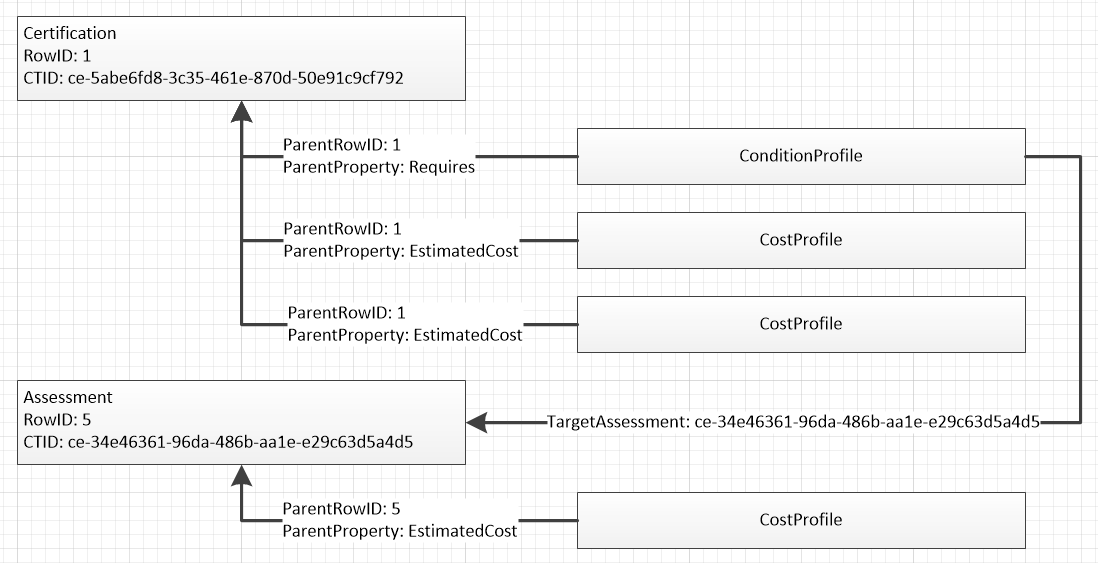 Certification
RowID: 1
CTID: ce-5abe6fd8-3c35-461e-870d-50e91c9cf792
ParentRowID: 1
ParentProperty: Requires
ConditionProfile
ParentRowID: 1
ParentProperty: EstimatedCost
CostProfile
ParentRowID: 1
ParentProperty: EstimatedCost
CostProfile
Assessment
RowID: 5
CTID: ce-34e46361-96da-486b-aa1e-e29c63d5a4d5
TargetAssessment: ce-34e46361-96da-486b-aa1e-e29c63d5a4d5
ParentRowID: 5
ParentProperty: EstimatedCost
CostProfile